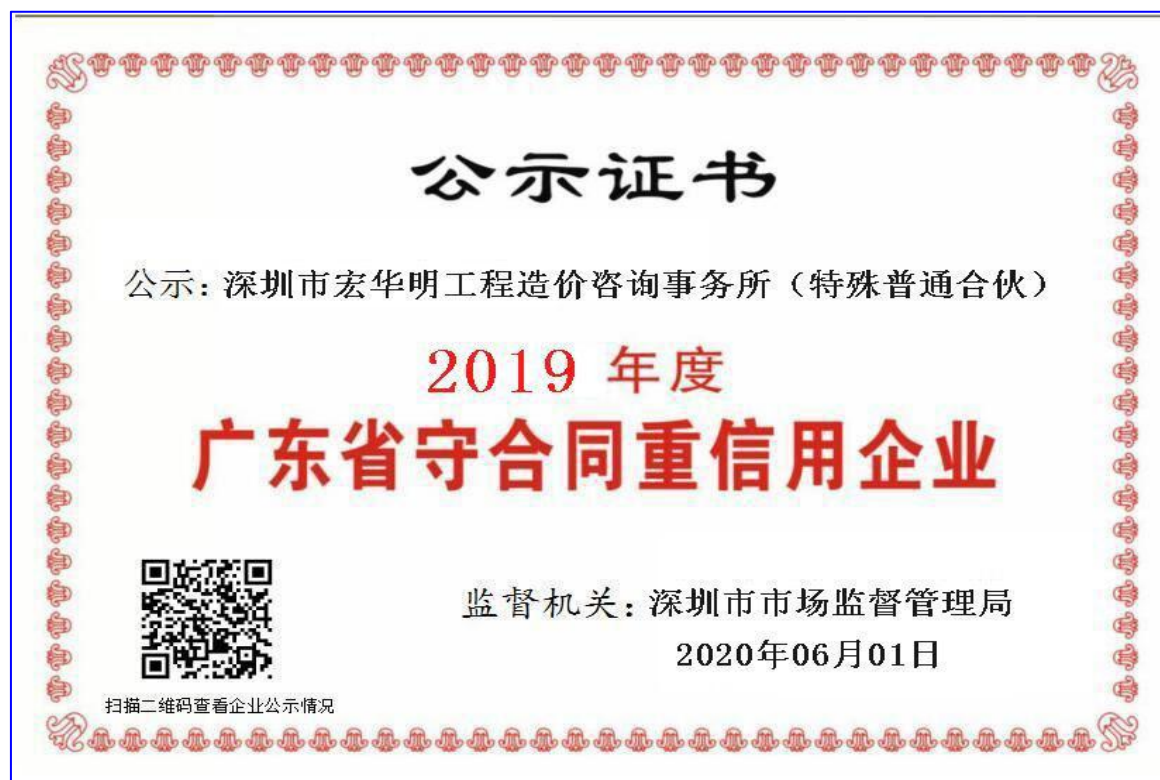 公示证书
公示：深圳市宏华明工程造价咨询事务所（特殊普通合伙）
2019 年度
广东省守合同重信用企业
监督机关：深圳市市场监督管理局
2020年06月01日
扫描二维码查看企业公示情况